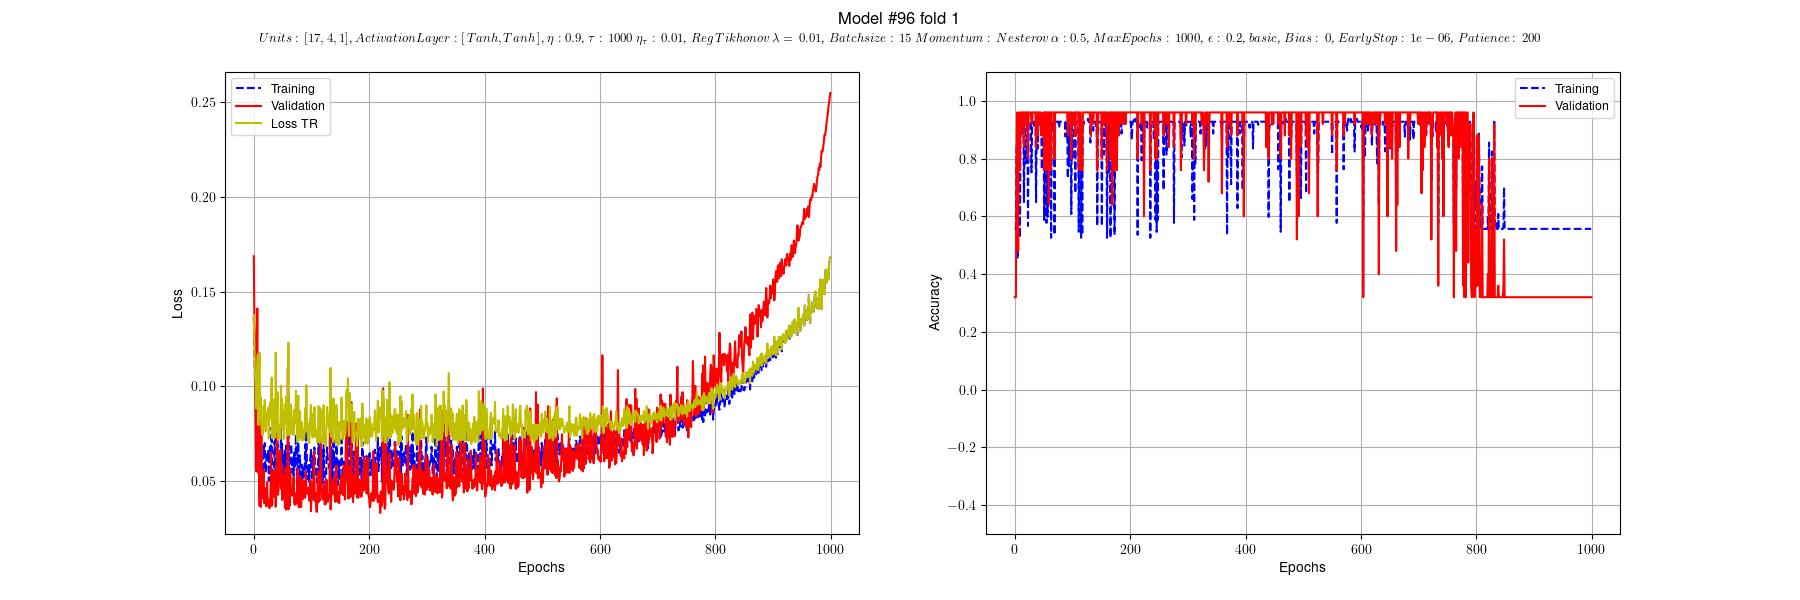 Model #96 fold 1
Units : [17, 4, 1], ActivationLayer : [Tanh, Tanh], η : 0.9, τ : 1000 η_τ : 0.01, RegTikhonov λ = 0.01, Batchsize : 15 Momentum : Nesterov α : 0.5, MaxEpochs : 1000, ϵ : 0.2, basic, Bias : 0, EarlyStop : 1e − 06, Patience : 200
Training
Validation
Loss TR
0.25
0.20
0.15
0.10
0.05
Loss
0 200 400 600 800 1000
Epochs
Training
Validation
1.0
0.8
0.6
0.4
0.2
0.0
−0.2
−0.4
Accuracy
0 200 400 600 800 1000
Epochs